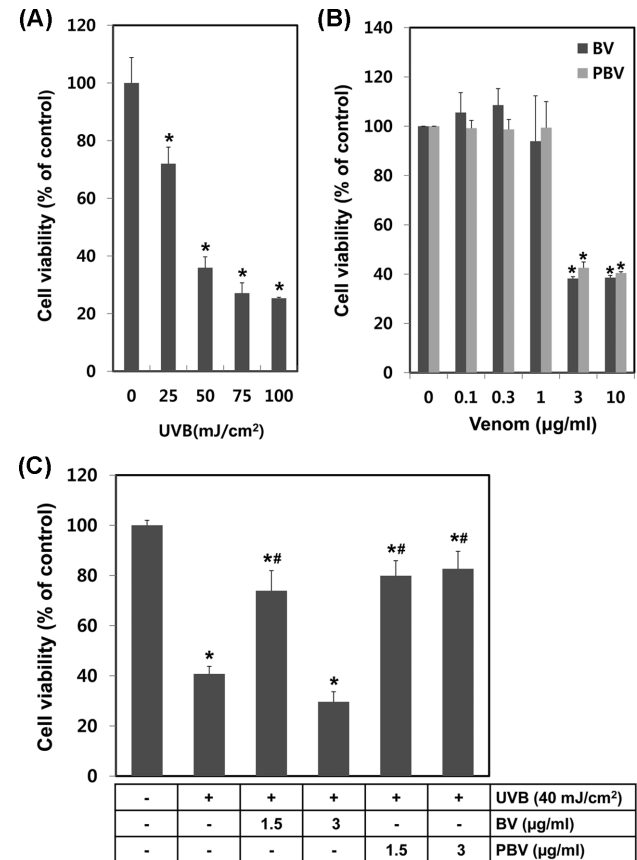 (A)
Cell viability (% of control)
120
100
80
60
40
20
0
* * * * 
0 25 50 75 100
UVB(mJ/cm²)
(B)
Cell viability (% of control)
140
120
100
80
60
40
20
0
BV
PBV
* * * *
0 0.1 0.3 1 3 10
Venom (µg/ml)
(C)
Cell viability (% of control)
120
100
80
60
40
20
0
* *# * *# *#
- + + + + + UVB (40 mJ/cm²)
- - 1.5 3 - - BV (µg/ml)
- - - - 1.5 3 PBV (µg/ml)